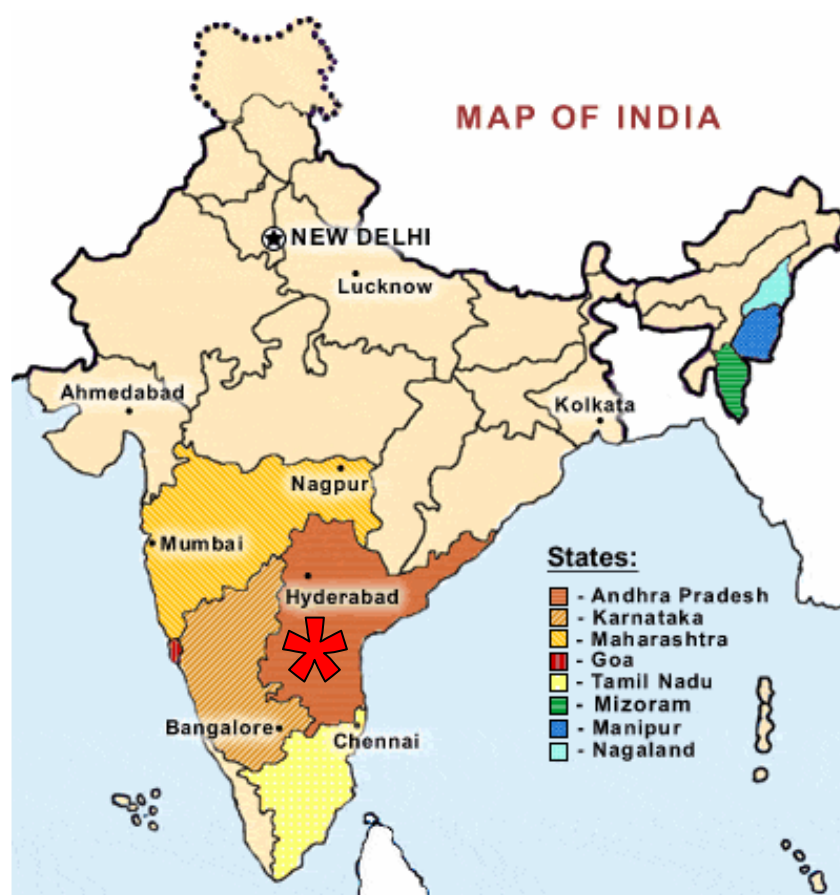 MAP OF INDIA
NEW DELHI
Lucknow
Ahmedabad
Kolkata
Nagpur
Mumbai
Hyderabad
Bangalore
Chennai
States:
- Andhra Pradesh
- Karnataka
- Maharashtra
- Goa
- Tamil Nadu
- Mizoram
- Manipur
- Nagaland